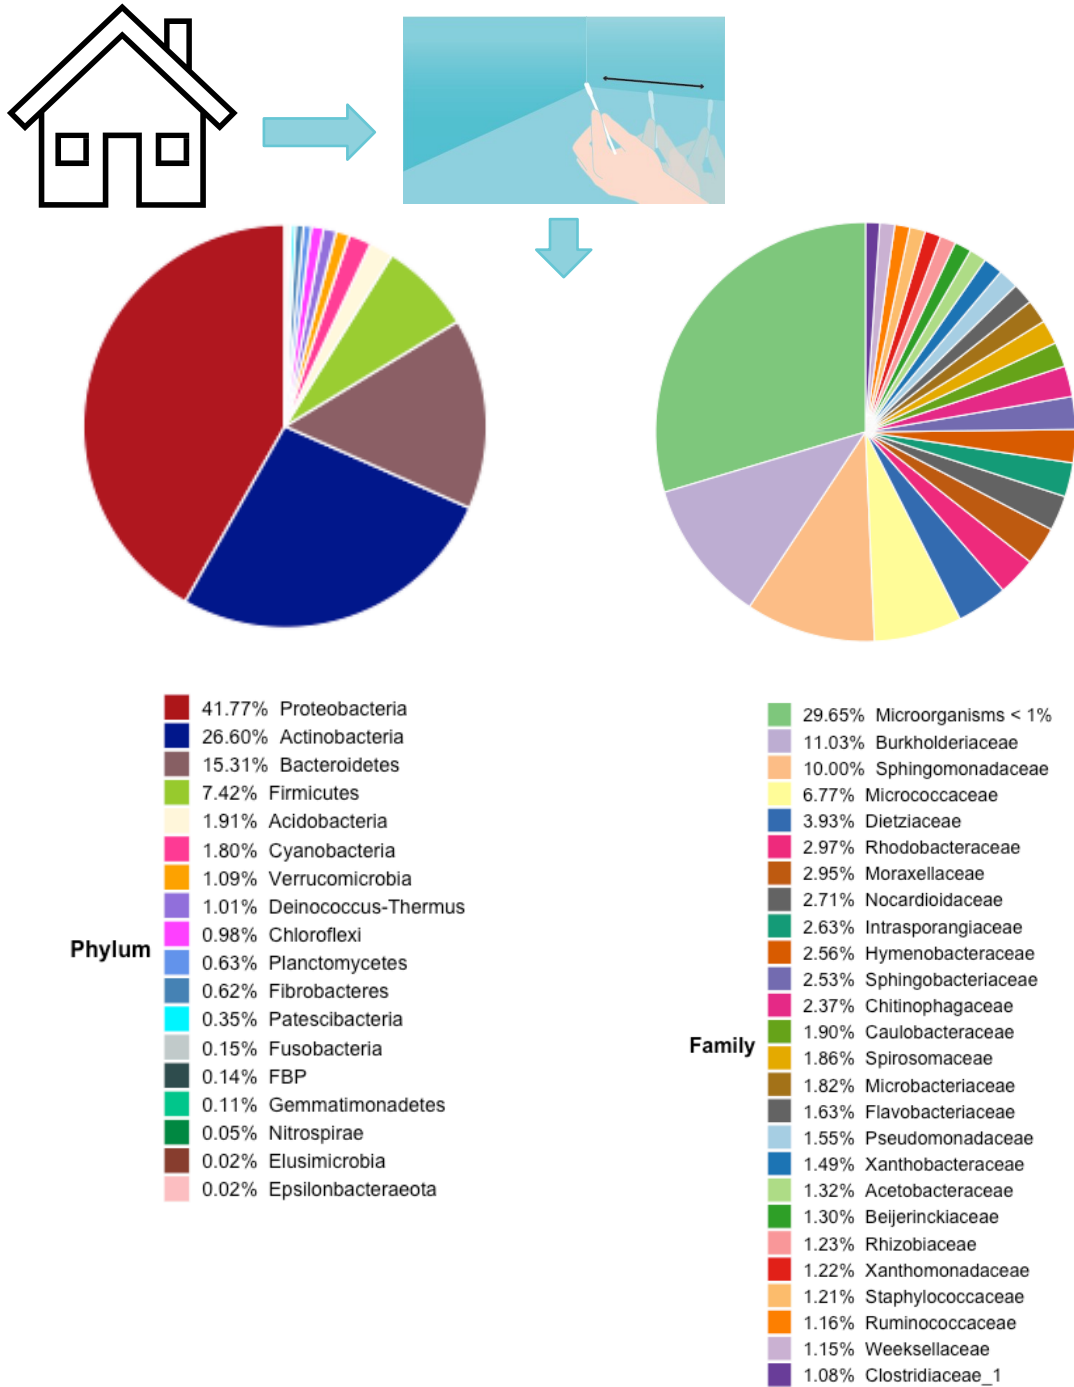 41.77% Proteobacteria
26.60% Actinobacteria
15.31% Bacteroidetes
7.42% Firmicutes
1.91% Acidobacteria
1.80% Cyanobacteria
1.09% Verrucomicrobia
1.01% Deinococcus-Thermus
0.98% Chloroflexi
Phylum
0.63% Planctomycetes
0.62% Fibrobacteres
0.35% Patescibacteria
0.15% Fusobacteria
0.14% FBP
0.11% Gemmatimonadetes
0.05% Nitrospirae
0.02% Elusimicrobia
0.02% Epsilonbacteraeota
29.65% Microorganisms < 1%
11.03% Burkholderiaceae
10.00% Sphingomonadaceae
6.77% Micrococcaceae
3.93% Dietziaceae
2.97% Rhodobacteraceae
2.95% Moraxellaceae
2.71% Nocardioidaceae
2.63% Intrasporangiaceae
2.56% Hymenobacteraceae
2.53% Sphingobacteriaceae
2.37% Chitinophagaceae
1.90% Caulobacteraceae
Family
1.86% Spirosomaceae
1.82% Microbacteriaceae
1.63% Flavobacteriaceae
1.55% Pseudomonadaceae
1.49% Xanthobacteraceae
1.32% Acetobacteraceae
1.30% Beijerinckiaceae
1.23% Rhizobiaceae
1.22% Xanthomonadaceae
1.21% Staphylococcaceae
1.16% Ruminococcaceae
1.15% Weeksellaceae
1.08% Clostridiaceae_1